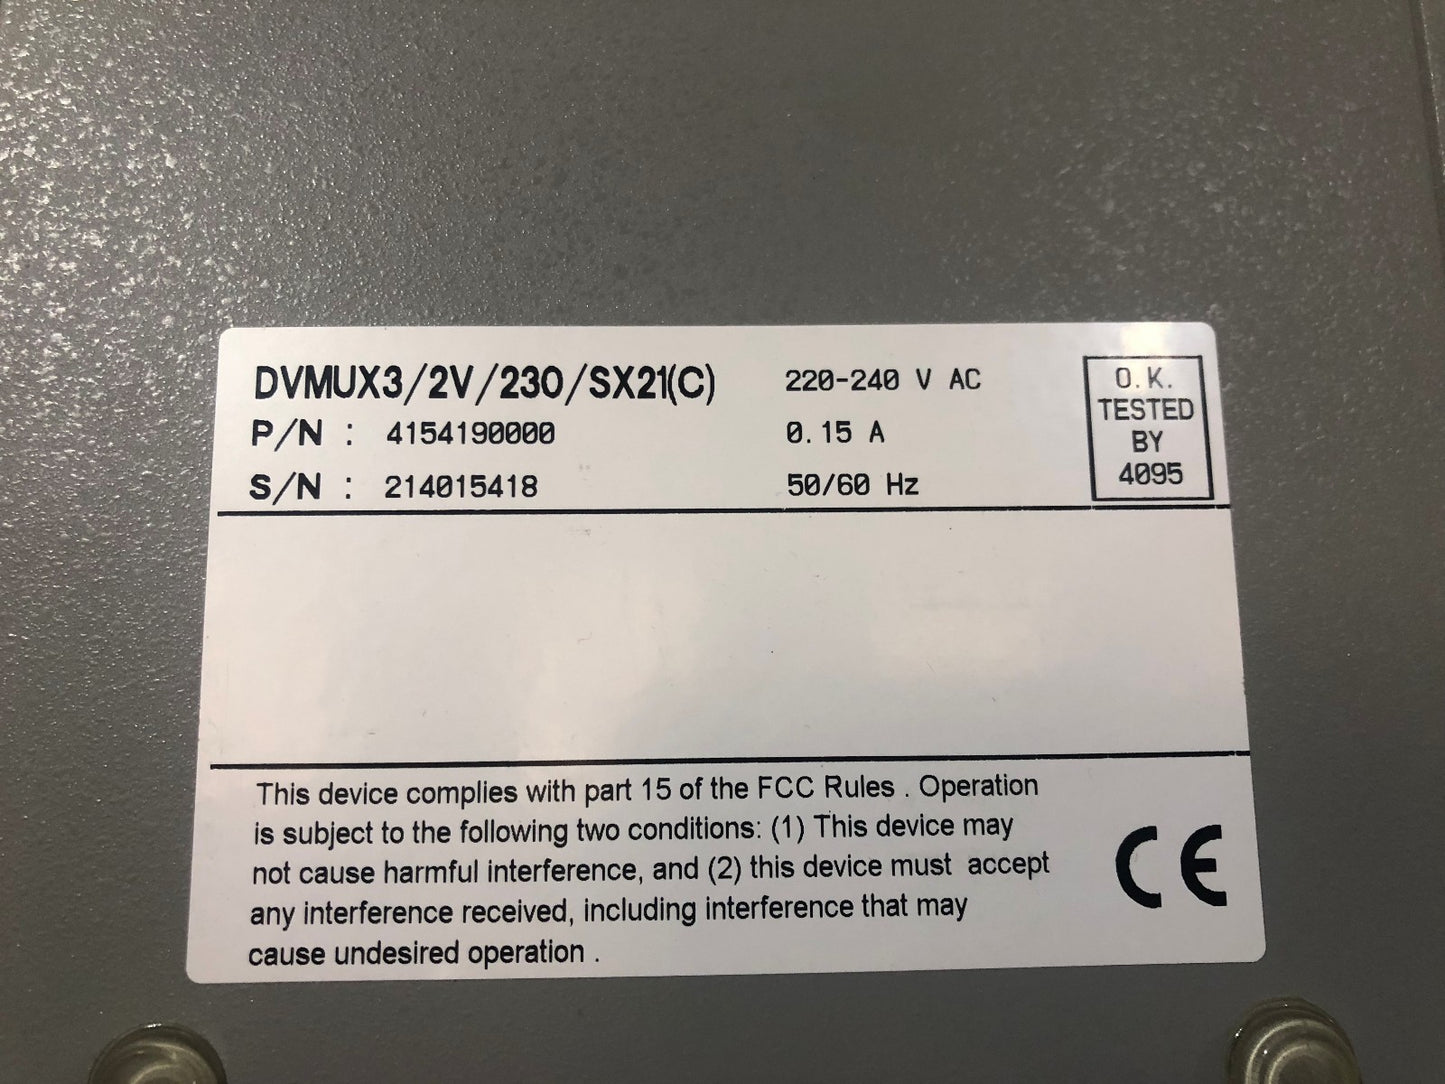 DVMUX3/2V/230/SX21(C)
P/N : 4154190000
S/N : 214015418
220-240 V AC
0.15 A
50/60 Hz
O.K.
TESTED
BY
4095
This device complies with part 15 of the FCC Rules . Operation
is subject to the following two conditions: (1) This device may
not cause harmful interference, and (2) this device must accept
any interference received, including interference that may
cause undesired operation .
CE